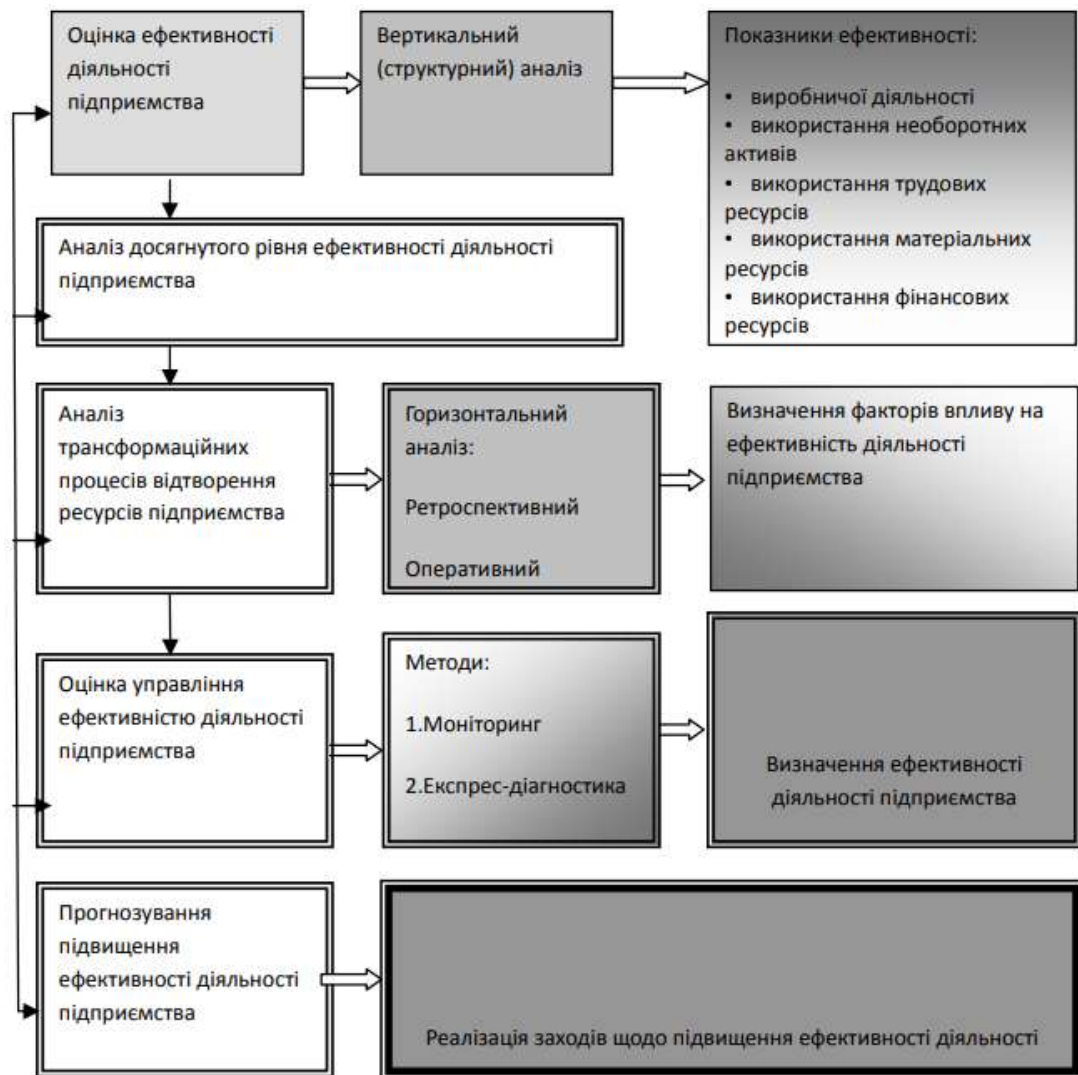 Оцінка ефективності
діяльності
підприємства
Вертикальний
(структурний) аналіз
Показники ефективності:
• виробничої діяльності
• використання необоротних
активів
• використання трудових
ресурсів
• використання матеріальних
ресурсів
• використання фінансових
ресурсів
Аналіз досягнутого рівня ефективності діяльності
підприємства
Аналіз
трансформаційних
процесів відтворення
ресурсів підприємства
Горизонтальний
аналіз:
Ретроспективний
Оперативний
Визначення факторів впливу на
ефективність діяльності
підприємства
Оцінка управління
ефективністю діяльності
підприємства
Методи:
1.Моніторинг
2.Експрес-діагностика
Визначення ефективності
діяльності підприємства
Прогнозування
підвищення
ефективності діяльності
підприємства
Реалізація заходів щодо підвищення ефективності діяльності